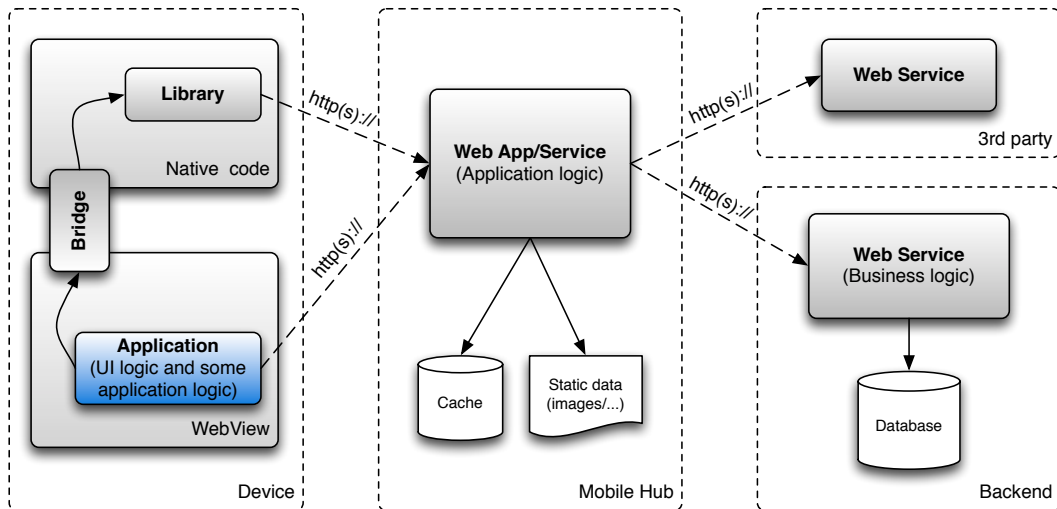 Library
Native code
Bridge
Application
(UI logic and some
application logic)
WebView
Device
http(s)://
http(s)://
Web App/Service
(Application logic)
Cache
Static data
(images/...)
Mobile Hub
http(s)://
http(s)://
Web Service
3rd party
Web Service
(Business logic)
Database
Backend